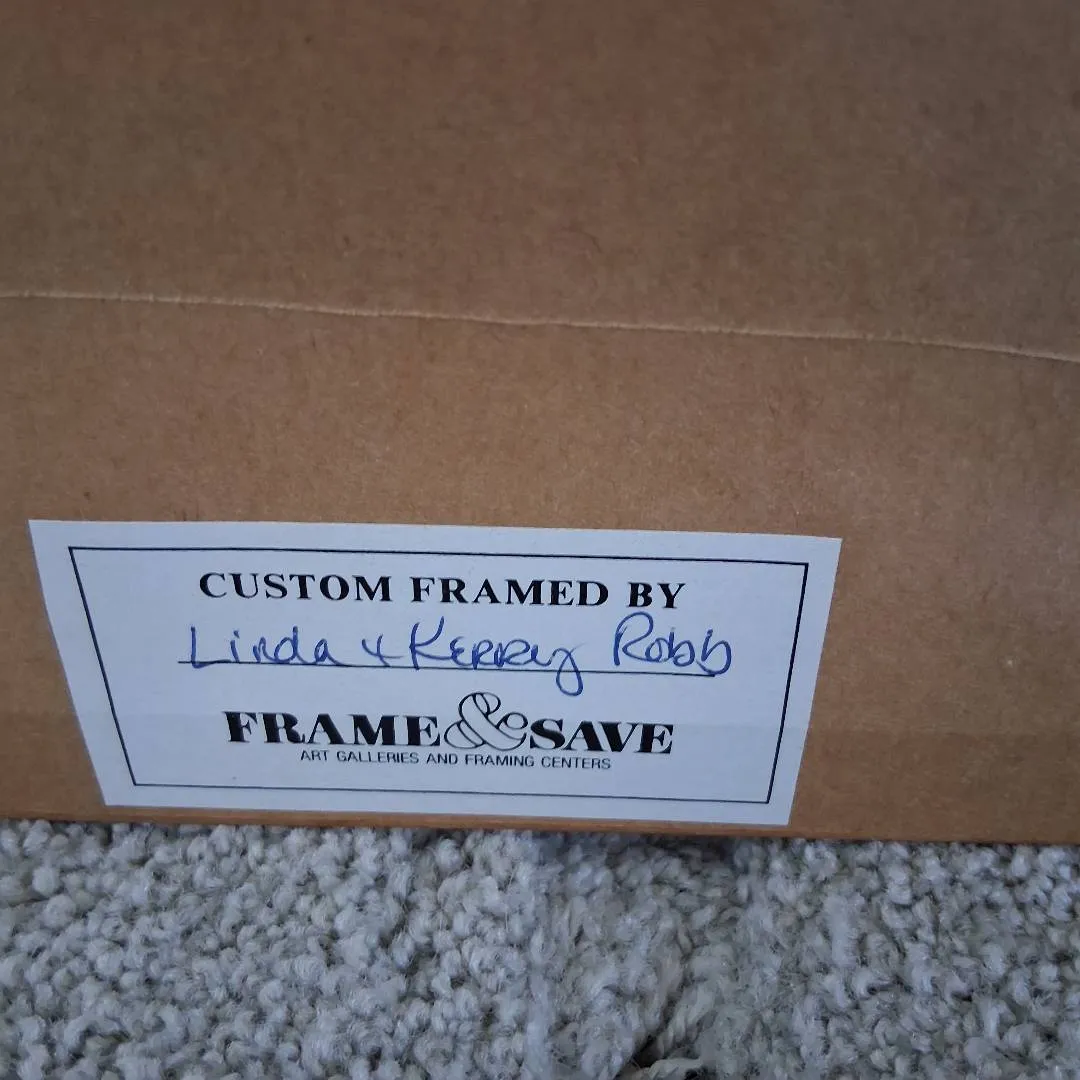 CUSTOM FRAMED BY
Linda & Kerry Robb
FRAME & SAVE
ART GALLERIES AND FRAMING CENTERS